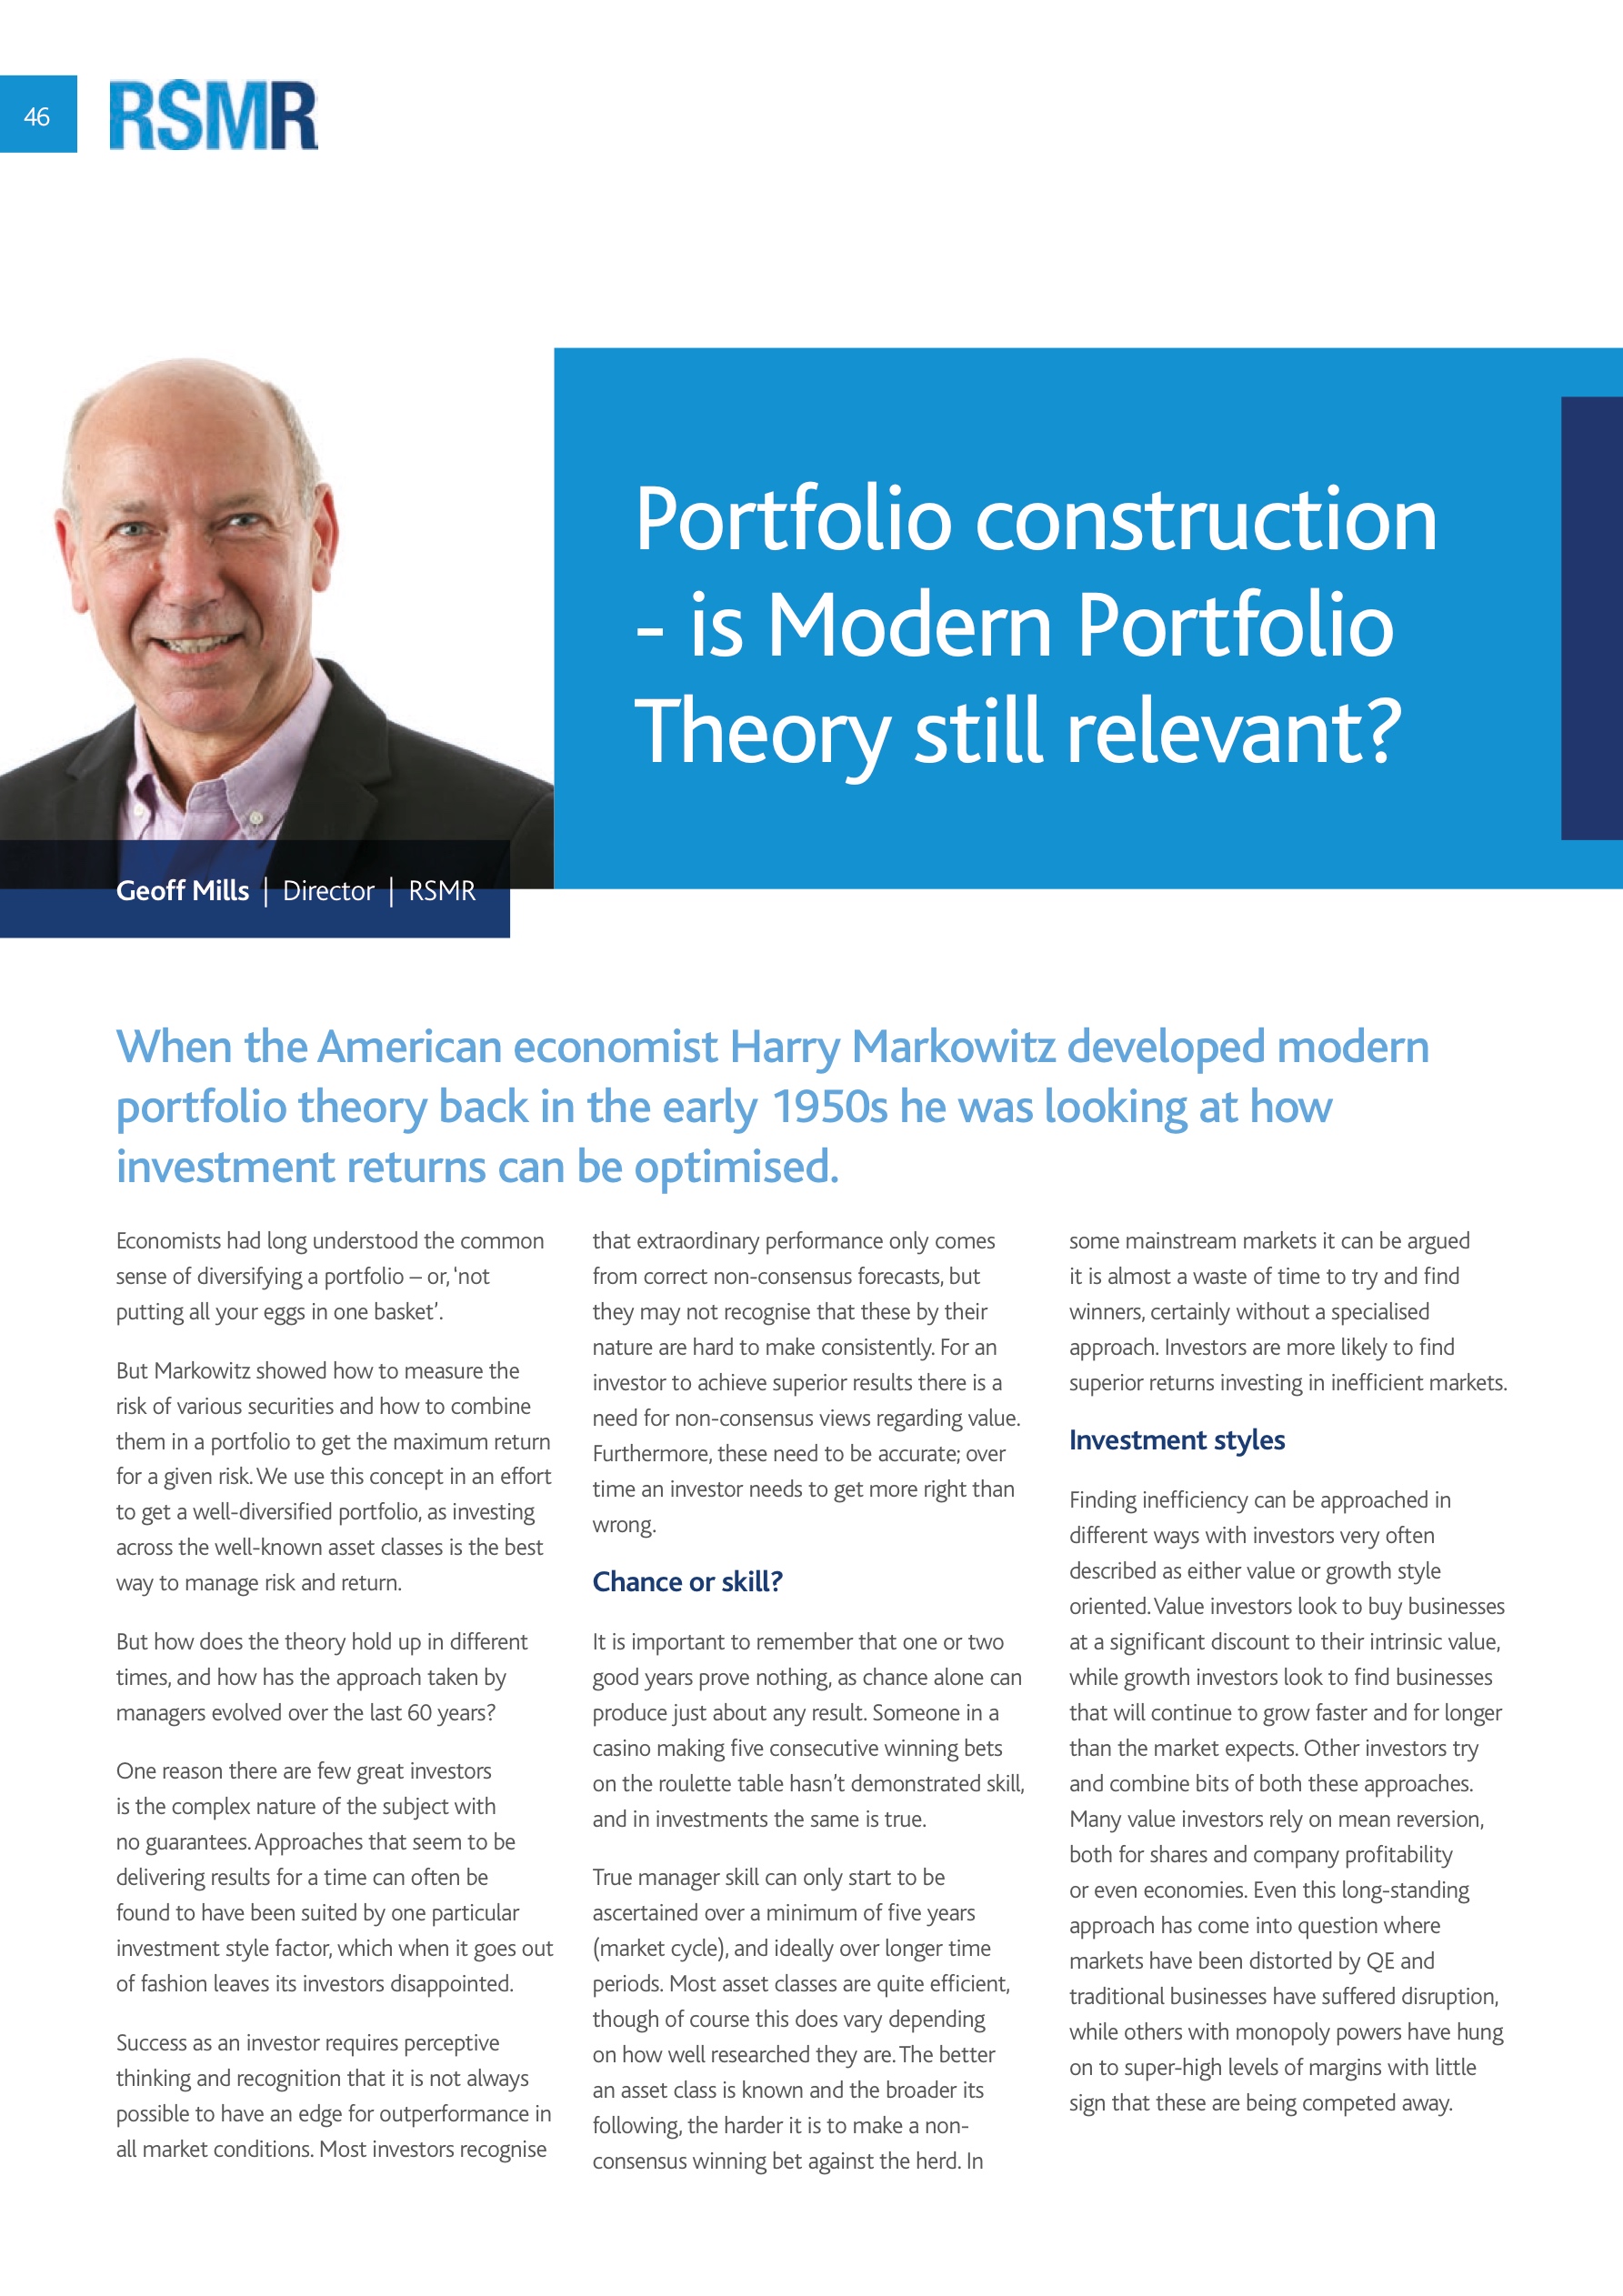 46
RSMR
Portfolio construction
- is Modern Portfolio
Theory still relevant?
Geoff Mills | Director | RSMR
When the American economist Harry Markowitz developed modern
portfolio theory back in the early 1950s he was looking at how
investment returns can be optimised.
Economists had long understood the common
sense of diversifying a portfolio – or, 'not
putting all your eggs in one basket'.
But Markowitz showed how to measure the
risk of various securities and how to combine
them in a portfolio to get the maximum return
for a given risk. We use this concept in an effort
to get a well-diversified portfolio, as investing
across the well-known asset classes is the best
way to manage risk and return.
But how does the theory hold up in different
times, and how has the approach taken by
managers evolved over the last 60 years?
One reason there are few great investors
is the complex nature of the subject with
no guarantees. Approaches that seem to be
delivering results for a time can often be
found to have been suited by one particular
investment style factor, which when it goes out
of fashion leaves its investors disappointed.
Success as an investor requires perceptive
thinking and recognition that it is not always
possible to have an edge for outperformance in
all market conditions. Most investors recognise
that extraordinary performance only comes
from correct non-consensus forecasts, but
they may not recognise that these by their
nature are hard to make consistently. For an
investor to achieve superior results there is a
need for non-consensus views regarding value.
Furthermore, these need to be accurate; over
time an investor needs to get more right than
wrong.
Chance or skill?
It is important to remember that one or two
good years prove nothing, as chance alone can
produce just about any result. Someone in a
casino making five consecutive winning bets
on the roulette table hasn't demonstrated skill,
and in investments the same is true.
True manager skill can only start to be
ascertained over a minimum of five years
(market cycle), and ideally over longer time
periods. Most asset classes are quite efficient,
though of course this does vary depending
on how well researched they are. The better
an asset class is known and the broader its
following, the harder it is to make a non-
consensus winning bet against the herd. In
some mainstream markets it can be argued
it is almost a waste of time to try and find
winners, certainly without a specialised
approach. Investors are more likely to find
superior returns investing in inefficient markets.
Investment styles
Finding inefficiency can be approached in
different ways with investors very often
described as either value or growth style
oriented. Value investors look to buy businesses
at a significant discount to their intrinsic value,
while growth investors look to find businesses
that will continue to grow faster and for longer
than the market expects. Other investors try
and combine bits of both these approaches.
Many value investors rely on mean reversion,
both for shares and company profitability
or even economies. Even this long-standing
approach has come into question where
markets have been distorted by QE and
traditional businesses have suffered disruption,
while others with monopoly powers have hung
on to super-high levels of margins with little
sign that these are being competed away.